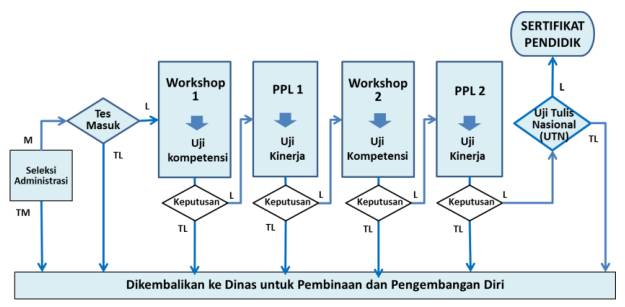 SERTIFIKAT
PENDIDIK
L
Workshop
1
Uji
kompetensi
PPL 1
Uji
Kinerja
Workshop
2
Uji
Kompetensi
PPL 2
Uji
Kinerja
Tes
Masuk
L
Uji Tulis
Nasional
(UTN)
TL
M
TL
Seleksi
Administrasi
TM
Keputusan
L
TL
Keputusan
L
TL
Keputusan
L
TL
Keputusan
L
TL
Dikembalikan ke Dinas untuk Pembinaan dan Pengembangan Diri